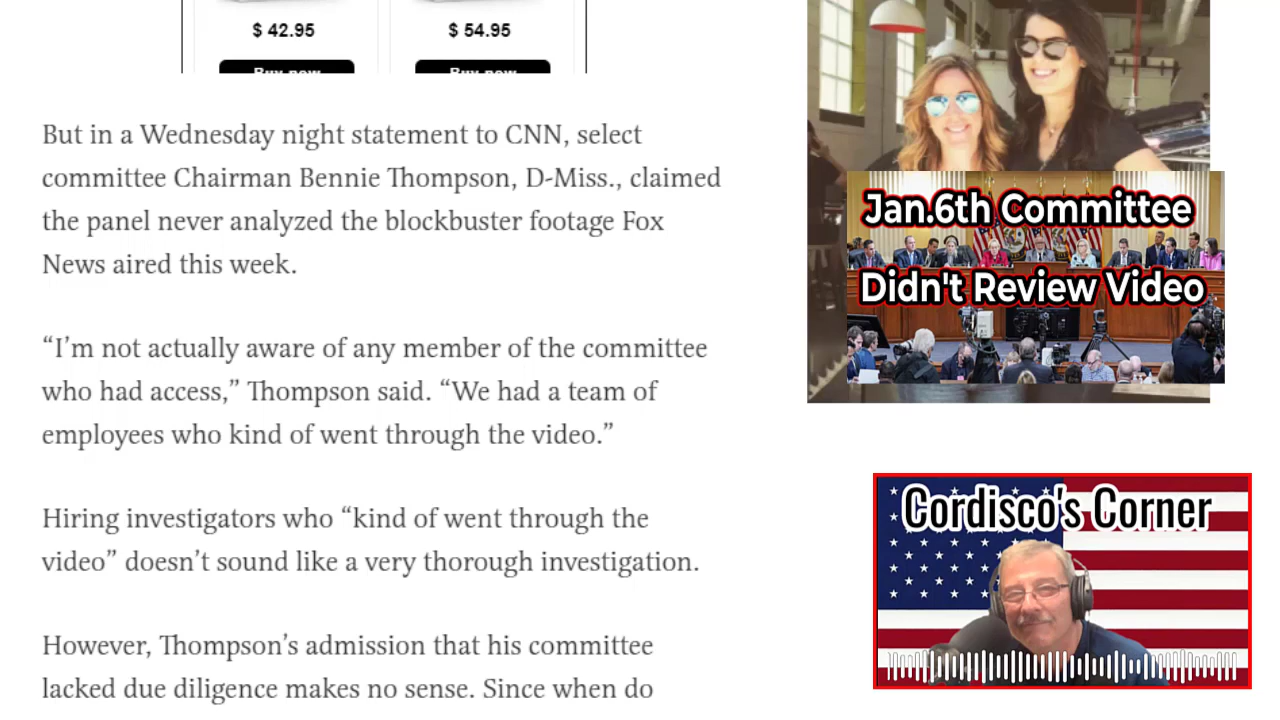 $ 42.95
$ 54.95
Buy now
Buy now
But in a Wednesday night statement to CNN, select
committee Chairman Bennie Thompson, D-Miss., claimed
the panel never analyzed the blockbuster footage Fox
News aired this week.
“I’m not actually aware of any member of the committee
who had access,” Thompson said. “We had a team of
employees who kind of went through the video.”
Hiring investigators who “kind of went through the
video” doesn’t sound like a very thorough investigation.
However, Thompson’s admission that his committee
lacked due diligence makes no sense. Since when do
Jan.6th Committee
Didn't Review Video
Cordisco's Corner